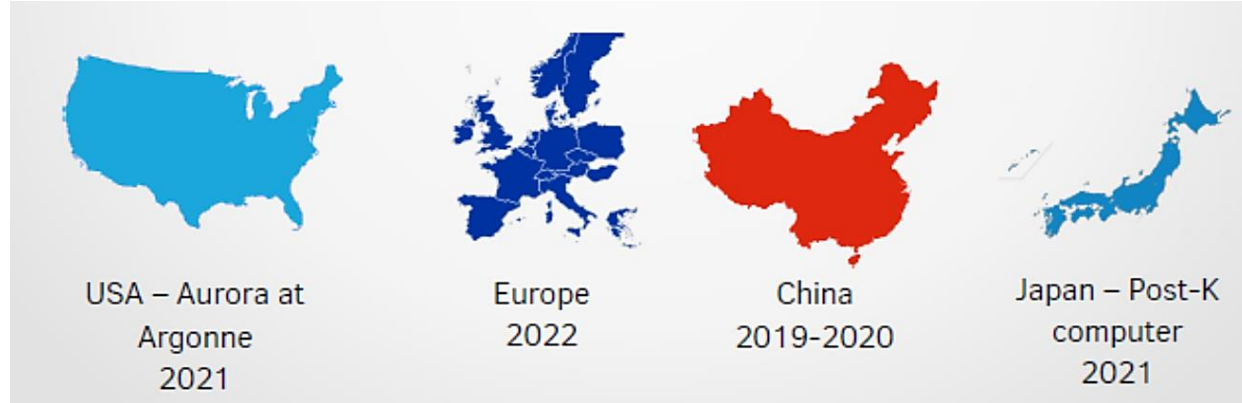 USA – Aurora at
Argonne
2021
Europe
2022
China
2019-2020
Japan – Post-K
computer
2021